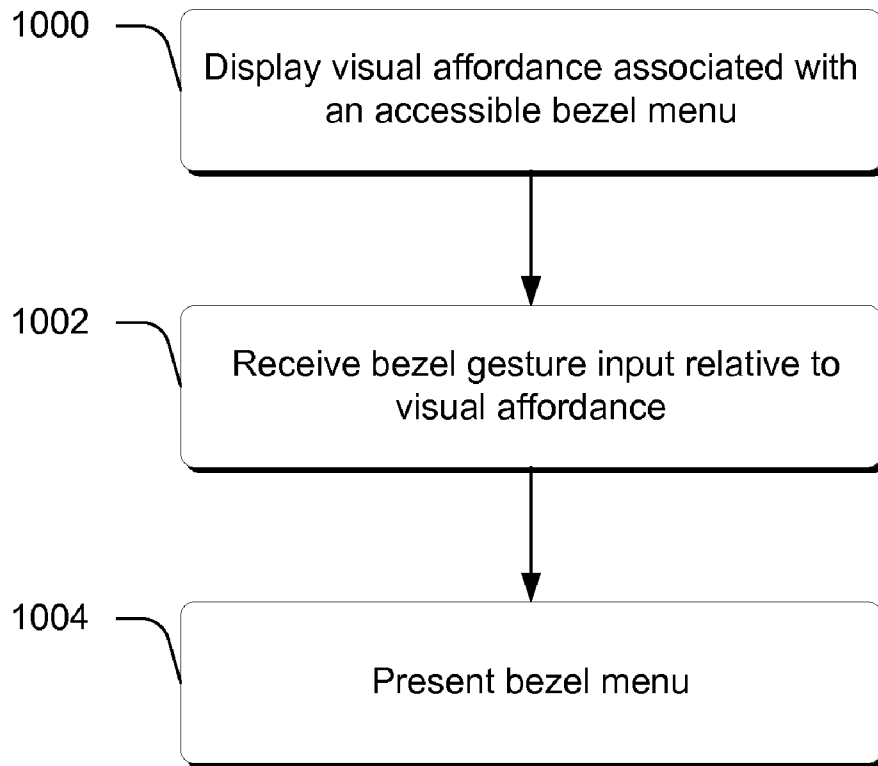 1000
Display visual affordance associated with
an accessible bezel menu
1002
Receive bezel gesture input relative to
visual affordance
1004
Present bezel menu